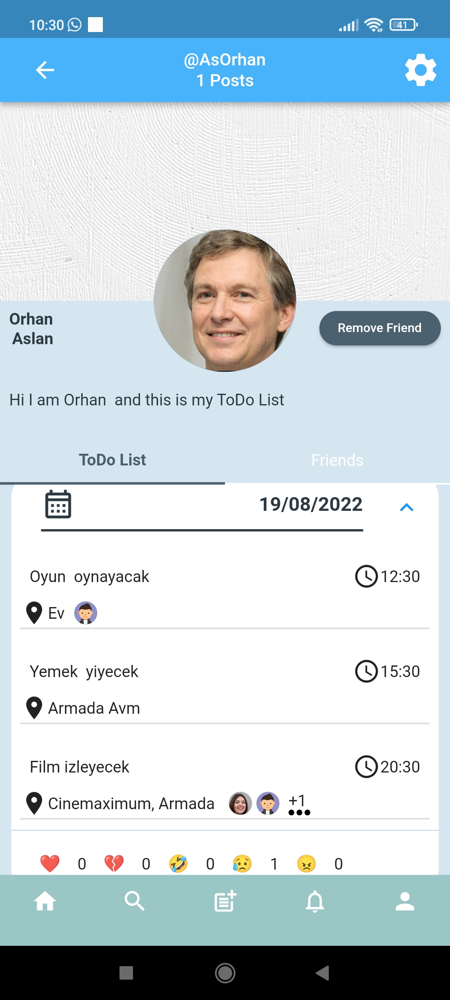 10:30
41
@AsOrhan
1 Posts
Orhan
Aslan
Remove Friend
Hi I am Orhan  and this is my ToDo List
ToDo List
Friends
19/08/2022
Oyun  oynayacak
12:30
Ev
Yemek  yiyecek
15:30
Armada Avm
Film izleyecek
20:30
Cinemaximum, Armada
+1
0 0 0 1 0